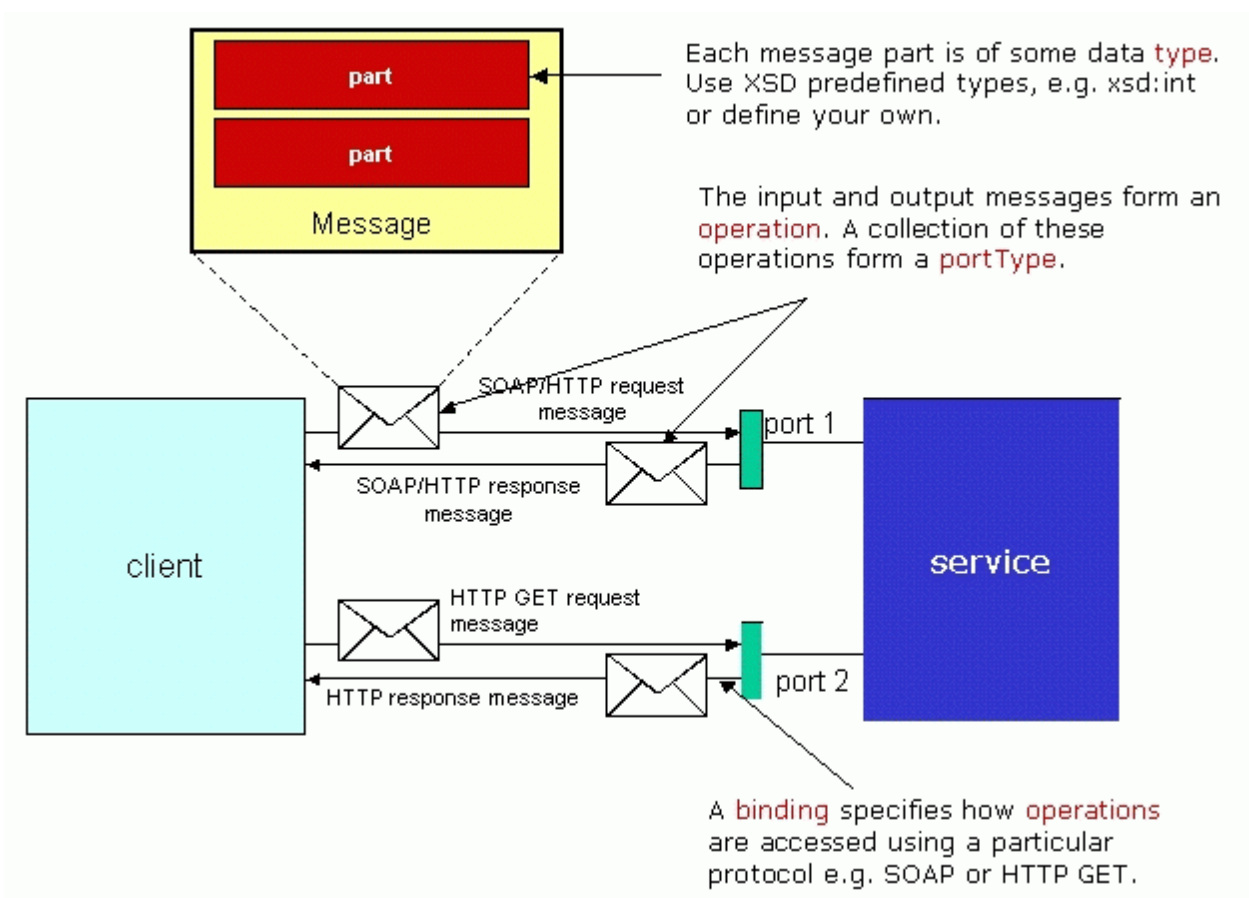 part
part
Message
Each message part is of some data type.
Use XSD predefined types, e.g. xsd:int
or define your own.
The input and output messages form an
operation. A collection of these
operations form a portType.
SOAP/HTTP request
message
port 1
SOAP/HTTP response
message
client
service
HTTP GET request
message
HTTP response message
port 2
A binding specifies how operations
are accessed using a particular
protocol e.g. SOAP or HTTP GET.